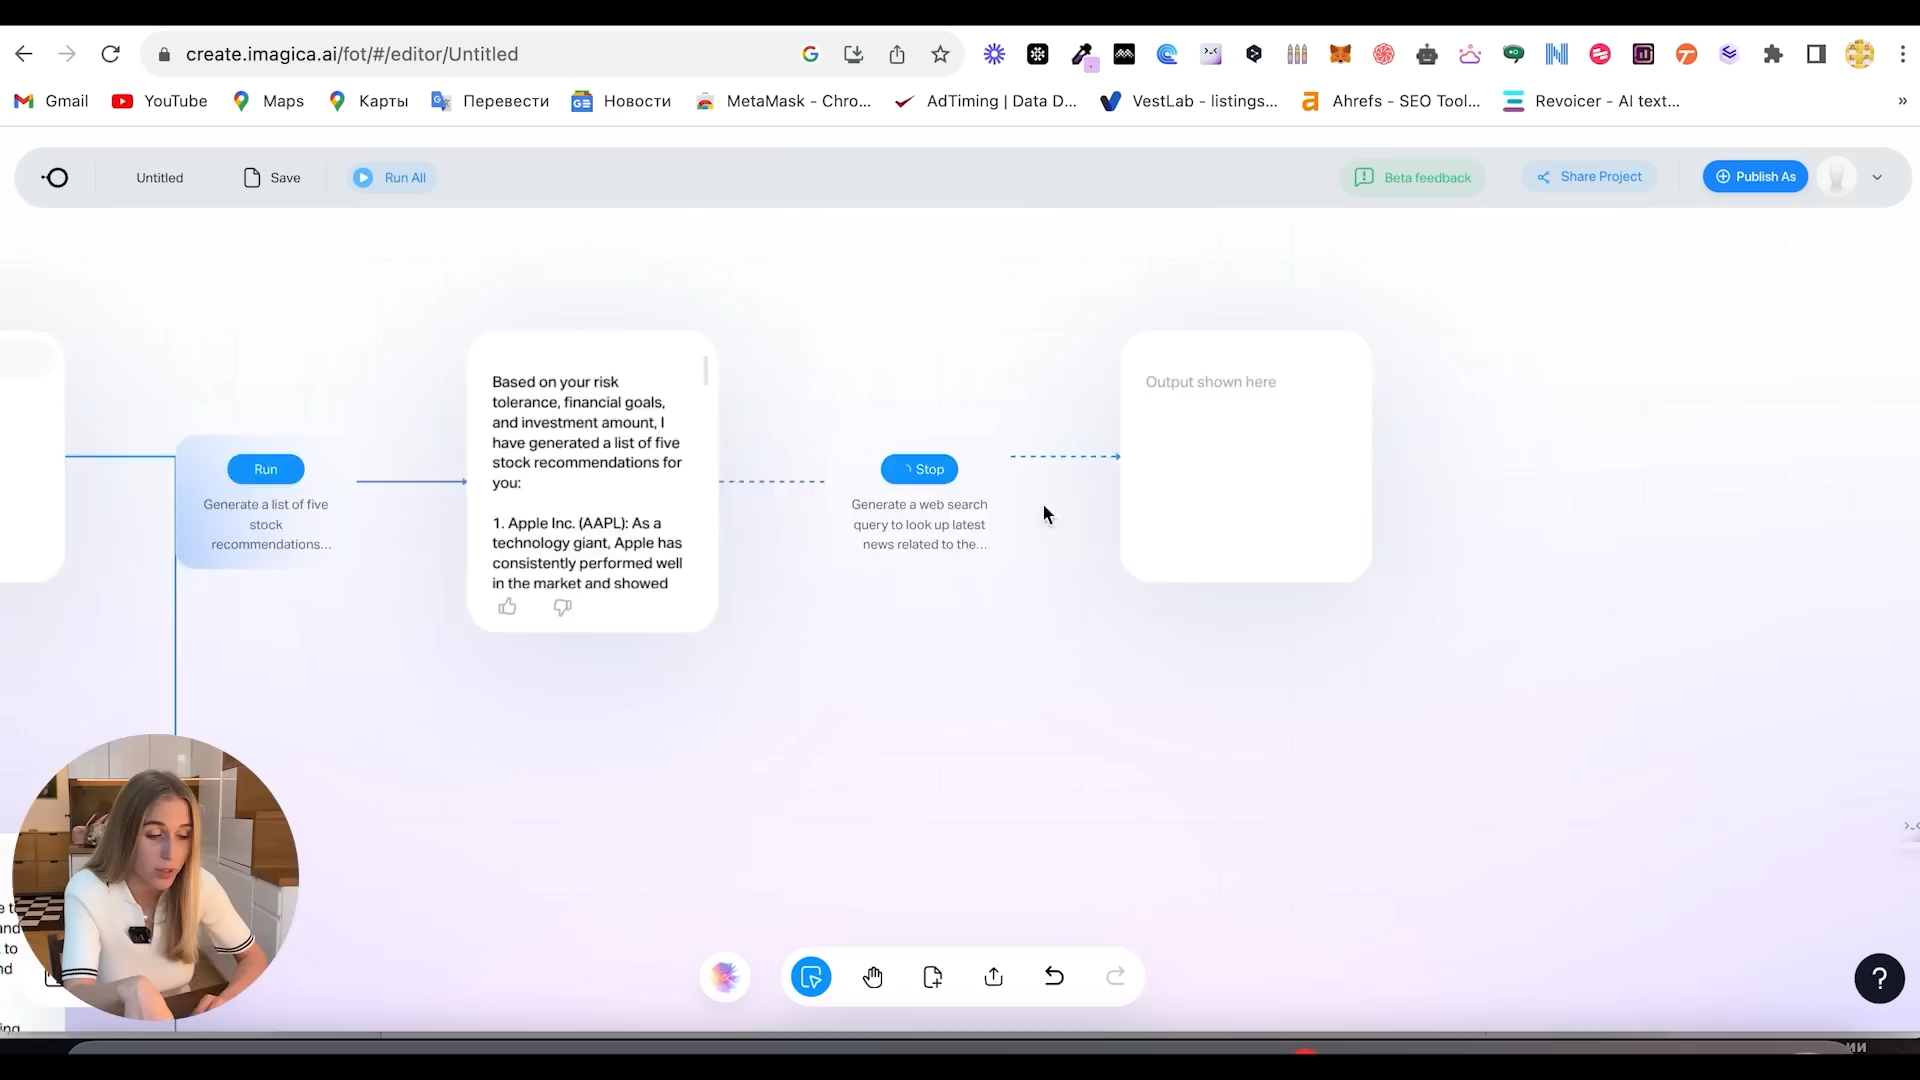 create.imagica.ai/fot/#/editor/Untitled
Gmail
YouTube
Maps
Карты
Перевести
Новости
MetaMask - Chro...
AdTiming | Data D...
VestLab - listings...
Ahrefs - SEO Tool...
Revoicer - AI text...
»
Untitled
Save
Run All
Beta feedback
Share Project
Publish As
Based on your risk
tolerance, financial goals,
and investment amount, I
have generated a list of five
stock recommendations for
you:
1. Apple Inc. (AAPL): As a
technology giant, Apple has
consistently performed well
in the market and showed
Run
Generate a list of five
stock
recommendations...
Stop
Generate a web search
query to look up latest
news related to the...
Output shown here
and
to
?
ии